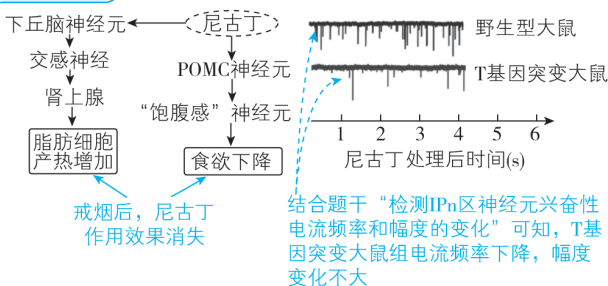 下丘脑神经元
尼古丁
交感神经
肾上腺
脂肪细胞
产热增加
POMC神经元
“饱腹感”神经元
食欲下降
戒烟后，尼古丁
作用效果消失
野生型大鼠
T基因突变大鼠
1 2 3 4 5 6
尼古丁处理后时间(s)
结合题干“检测IPn区神经元兴奋性
电流频率和幅度的变化”可知，T基
因突变大鼠组电流频率下降，幅度
变化不大